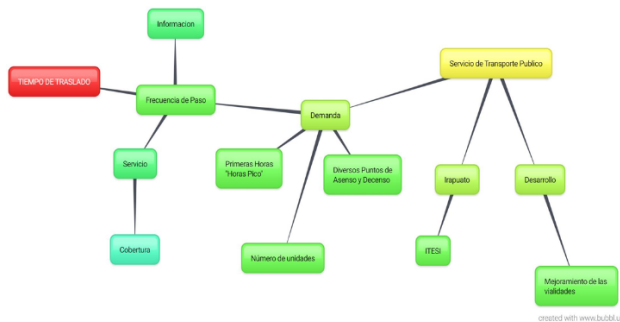 Informacion
Servicio de Transporte Publico
TIEMPO DE TRASLADO
Frecuencia de Paso
Demanda
Servicio
Primeras Horas
"Horas Pico"
Diversos Puntos de
Asenso y Decenso
Irapuato
Desarrollo
Cobertura
Número de unidades
ITESI
Mejoramiento de las
vialidades
created with www.bubbl.u